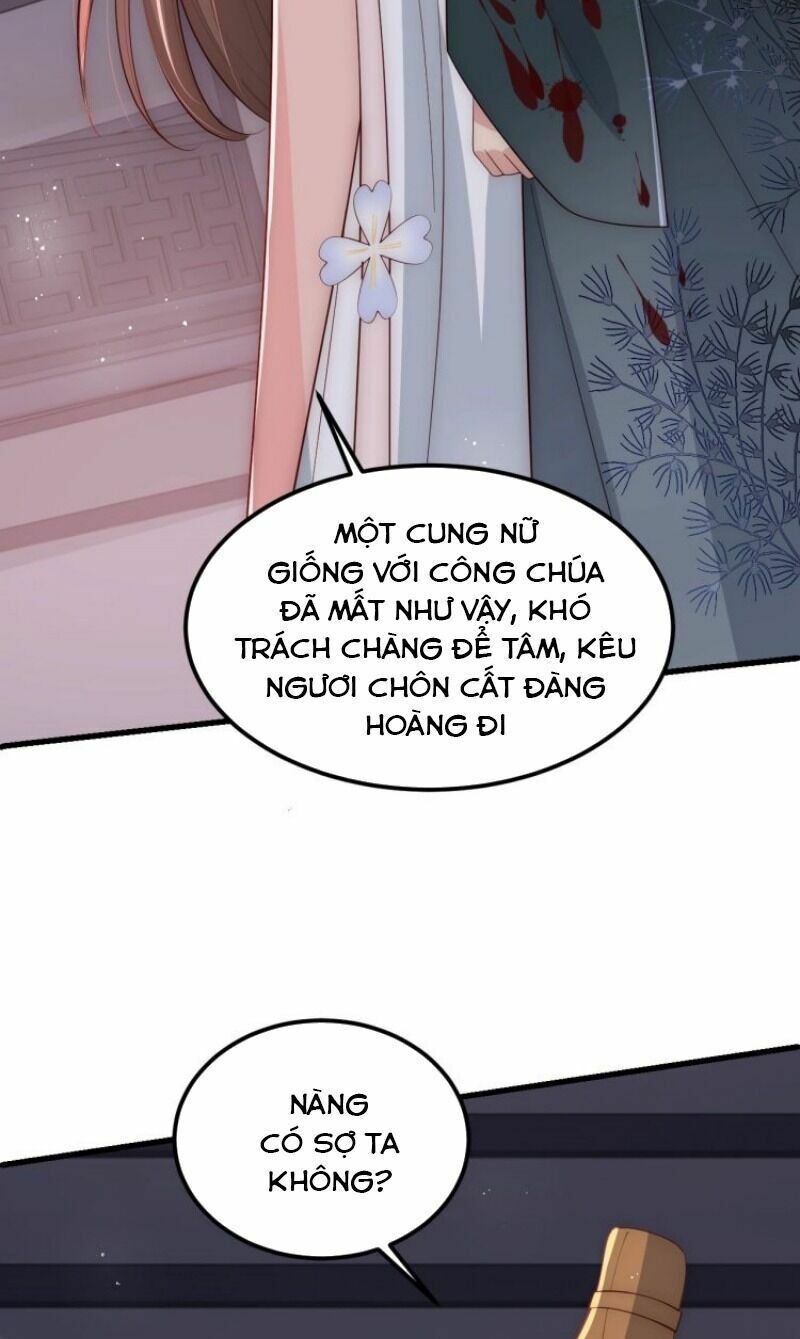 MỘT CUNG NỮ
GIỐNG VỚI CÔNG CHÚA
ĐÃ MẤT NHƯ VẬY, KHÓ
TRÁCH CHÀNG ĐỂ TÂM, KÊU
NGƯƠI CHÔN CẤT ĐÀNG
HOÀNG ĐI
NÀNG
CÓ SỢ TA
KHÔNG?